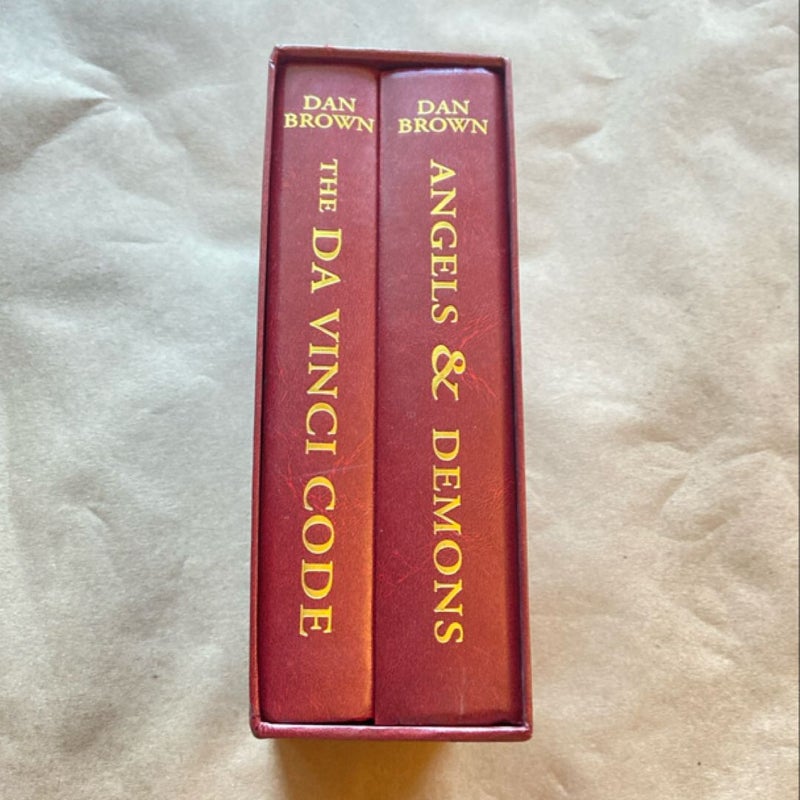 DAN
BROWN
THE DA VINCI CODE
DAN
BROWN
ANGELS & DEMONS